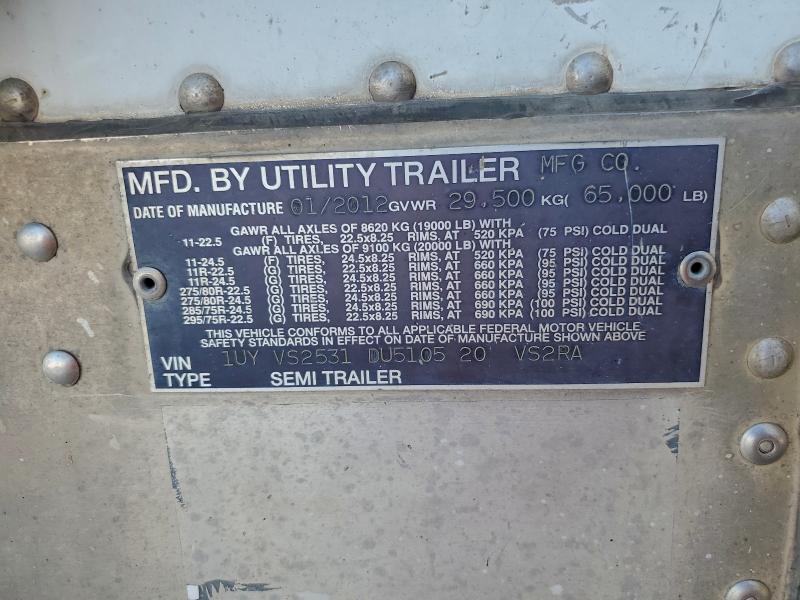 MFD. BY UTILITY TRAILER MFG CO.
DATE OF MANUFACTURE 01/2012 GVWR 29,500 KG( 65,000 LB)
GAWR ALL AXLES OF 8620 KG (19000 LB) WITH
11-22.5 (F) TIRES, 22.5x8.25 RIMS, AT 520 KPA (75 PSI) COLD DUAL
GAWR ALL AXLES OF 9100 KG (20000 LB) WITH
11-24.5 (F) TIRES, 24.5x8.25 RIMS, AT 520 KPA (75 PSI) COLD DUAL
11R-22.5 (G) TIRES, 22.5x8.25 RIMS, AT 660 KPA (95 PSI) COLD DUAL
11R-24.5 (G) TIRES, 24.5x8.25 RIMS, AT 660 KPA (95 PSI) COLD DUAL
275/80R-22.5 (G) TIRES, 22.5x8.25 RIMS, AT 660 KPA (95 PSI) COLD DUAL
275/80R-24.5 (G) TIRES, 24.5x8.25 RIMS, AT 660 KPA (95 PSI) COLD DUAL
285/75R-24.5 (G) TIRES, 24.5x8.25 RIMS, AT 690 KPA (100 PSI) COLD DUAL
295/75R-22.5 (G) TIRES, 22.5x8.25 RIMS, AT 690 KPA (100 PSI) COLD DUAL
THIS VEHICLE CONFORMS TO ALL APPLICABLE FEDERAL MOTOR VEHICLE
SAFETY STANDARDS IN EFFECT ON DATE OF MANUFACTURE SHOWN ABOVE
VIN 1UY VS2531 DU5105 20 VS2RA
TYPE SEMI TRAILER